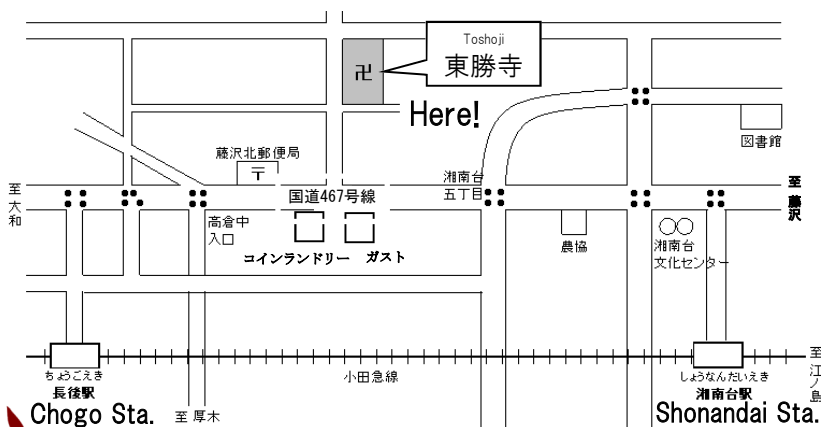 Toshoji
東勝寺
卍
Here!
図書館
藤沢北郵便局
〒
湘南台
五丁目
至
大
和
至
藤
沢
国道467号線
高倉中
入口
コインランドリー
ガスト
農協
湘南台
文化センター
小田急線
至
江
ノ
島
ちょうごえき
長後駅
Chogo Sta.
至 厚木
しょうなんだいえき
湘南台駅
Shonandai Sta.